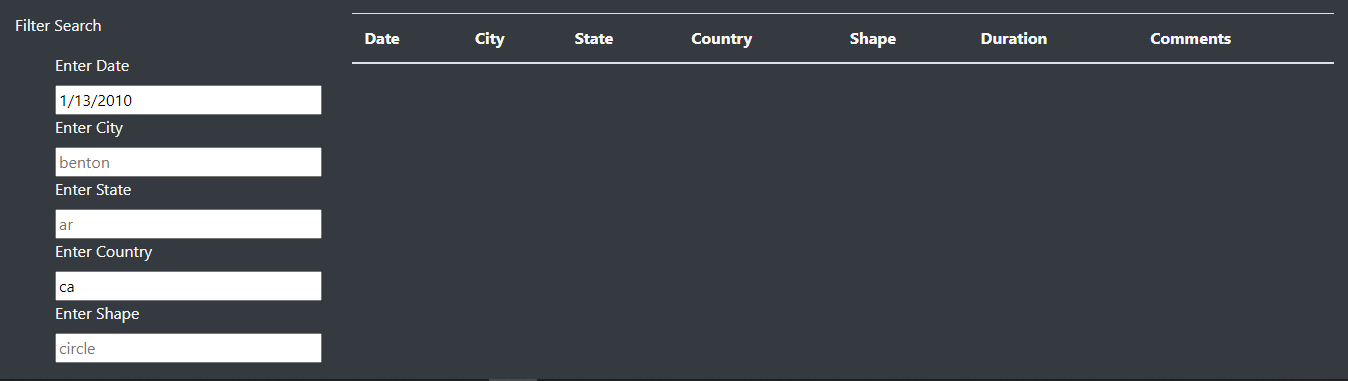 Filter Search
Enter Date
1/13/2010
Enter City
benton
Enter State
ar
Enter Country
ca
Enter Shape
circle
Date City State Country Shape Duration Comments